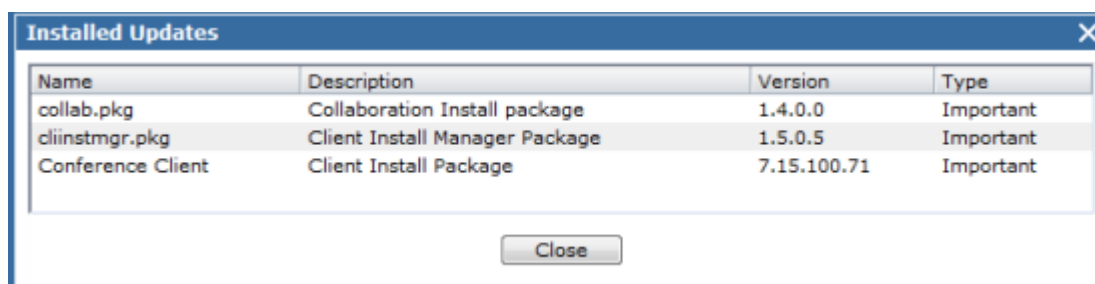 Installed Updates
Name Description Version Type
collab.pkg Collaboration Install package 1.4.0.0 Important
cliinstmgr.pkg Client Install Manager Package 1.5.0.5 Important
Conference Client Client Install Package 7.15.100.71 Important
Close